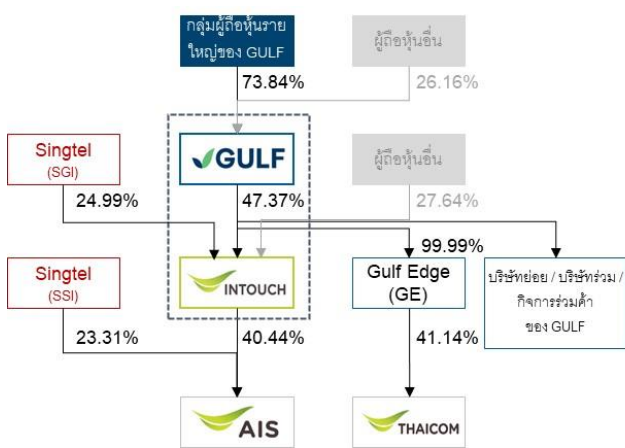 กลุ่มผู้ถือหุ้นราย
ใหญ่ของ GULF
ผู้ถือหุ้นอื่น
73.84%
26.16%
Singtel
(SGI)
GULF
ผู้ถือหุ้นอื่น
24.99%
47.37%
27.64%
99.99%
Singtel
(SSI)
INTOUCH
Gulf Edge
(GE)
บริษัทย่อย / บริษัทร่วม /
กิจการร่วมค้า
ของ GULF
23.31%
40.44%
41.14%
AIS
THAICOM